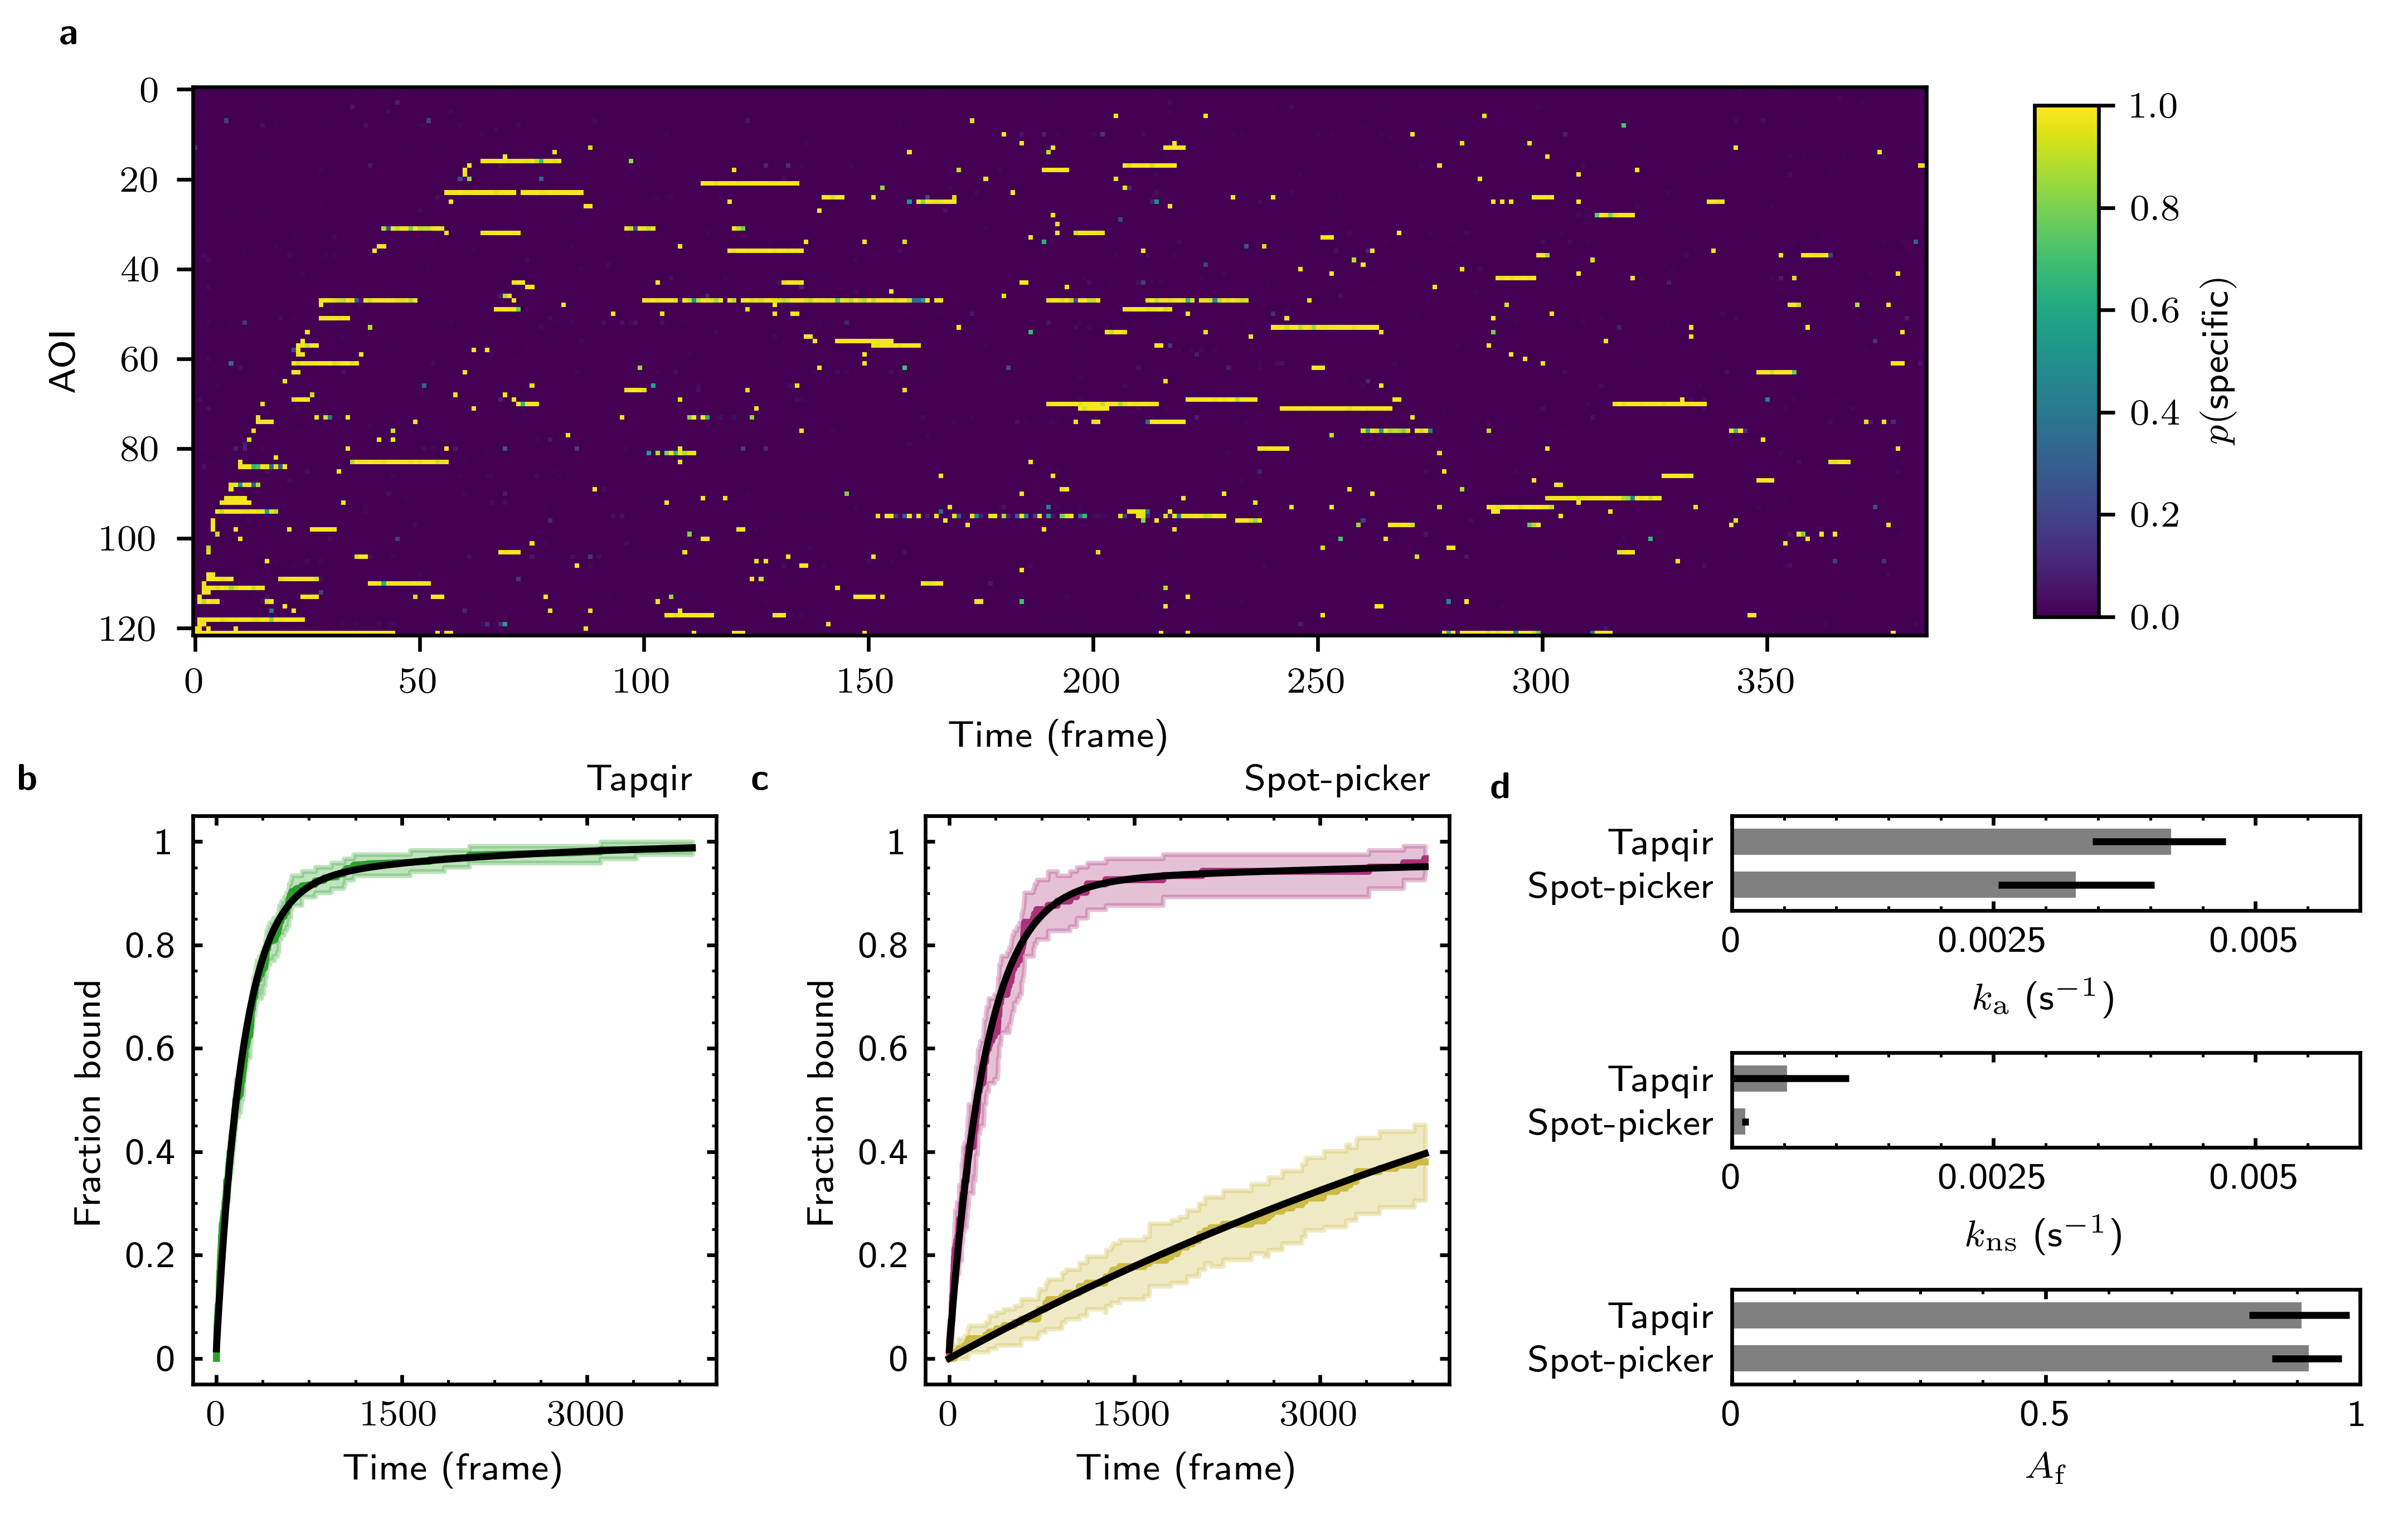 a
0
20
40
60
80
100
120
AOI
0 50 100 150 200 250 300 350
Time (frame)
1.0
0.8
0.6
0.4
0.2
0.0
p(specific)
b
Tapqir
1
0.8
0.6
0.4
0.2
0
Fraction bound
0 1500 3000
Time (frame)
c
Spot-picker
1
0.8
0.6
0.4
0.2
0
Fraction bound
0 1500 3000
Time (frame)
d
Tapqir
Spot-picker
0 0.0025 0.005
kₐ (s⁻¹)
Tapqir
Spot-picker
0 0.0025 0.005
kₙₛ (s⁻¹)
Tapqir
Spot-picker
0 0.5 1
A_f